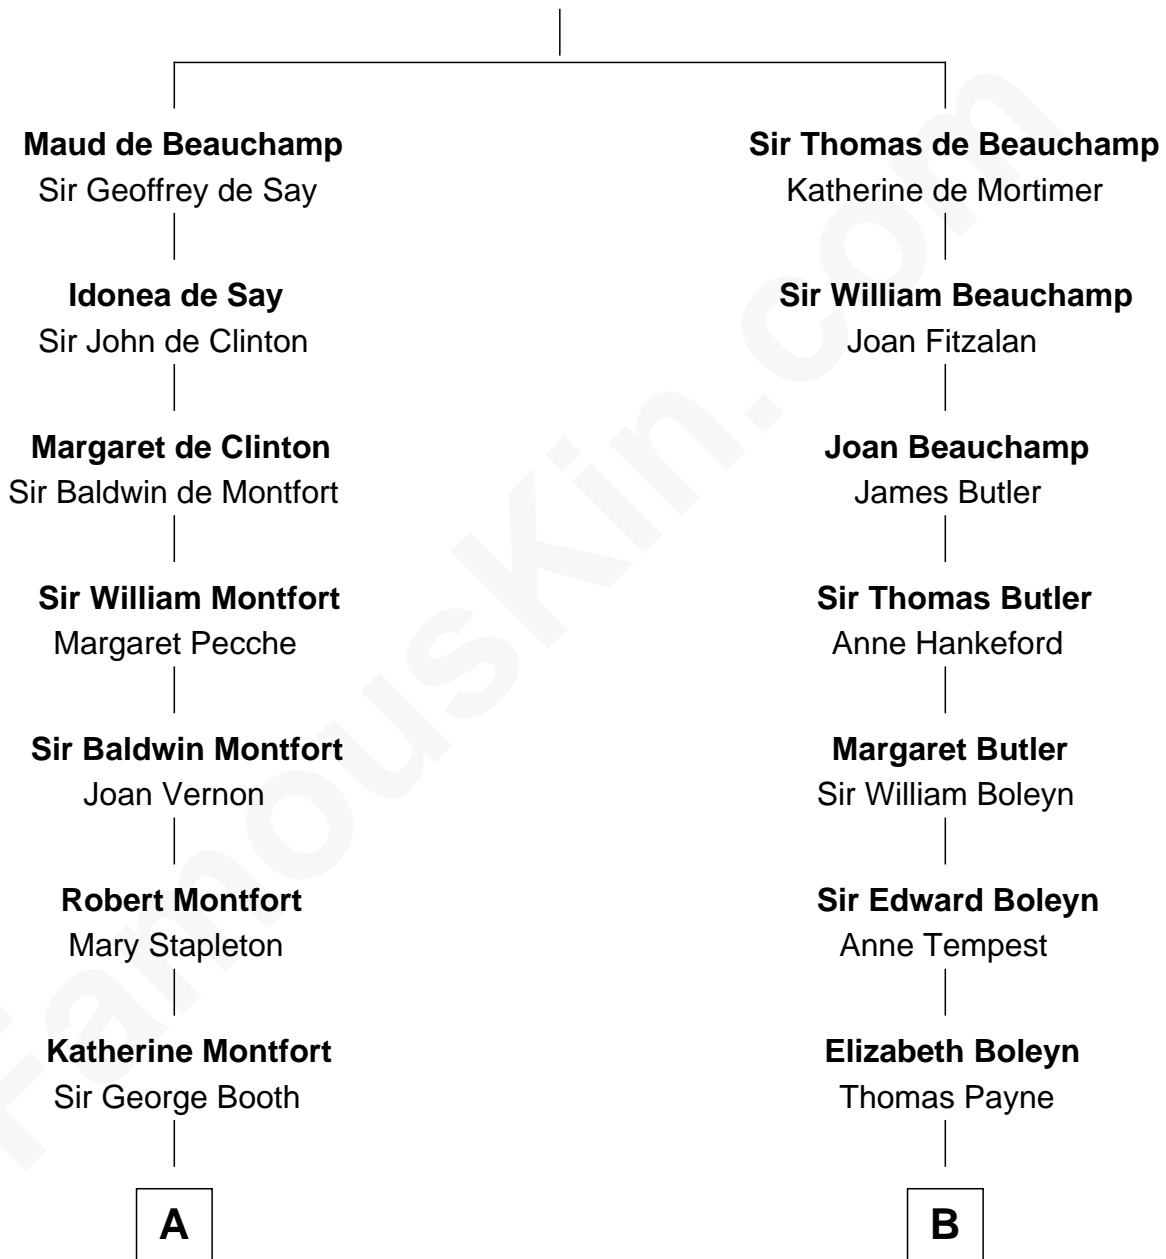 Maud de Beauchamp
Sir Geoffrey de Say
Idonea de Say
Sir John de Clinton
Margaret de Clinton
Sir Baldwin de Montfort
Sir William Montfort
Margaret Pecche
Sir Baldwin Montfort
Joan Vernon
Robert Montfort
Mary Stapleton
Katherine Montfort
Sir George Booth
A
Sir Thomas de Beauchamp
Katherine de Mortimer
Sir William Beauchamp
Joan Fitzalan
Joan Beauchamp
James Butler
Sir Thomas Butler
Anne Hankeford
Margaret Butler
Sir William Boleyn
Sir Edward Boleyn
Anne Tempest
Elizabeth Boleyn
Thomas Payne
B
FamousKin.com